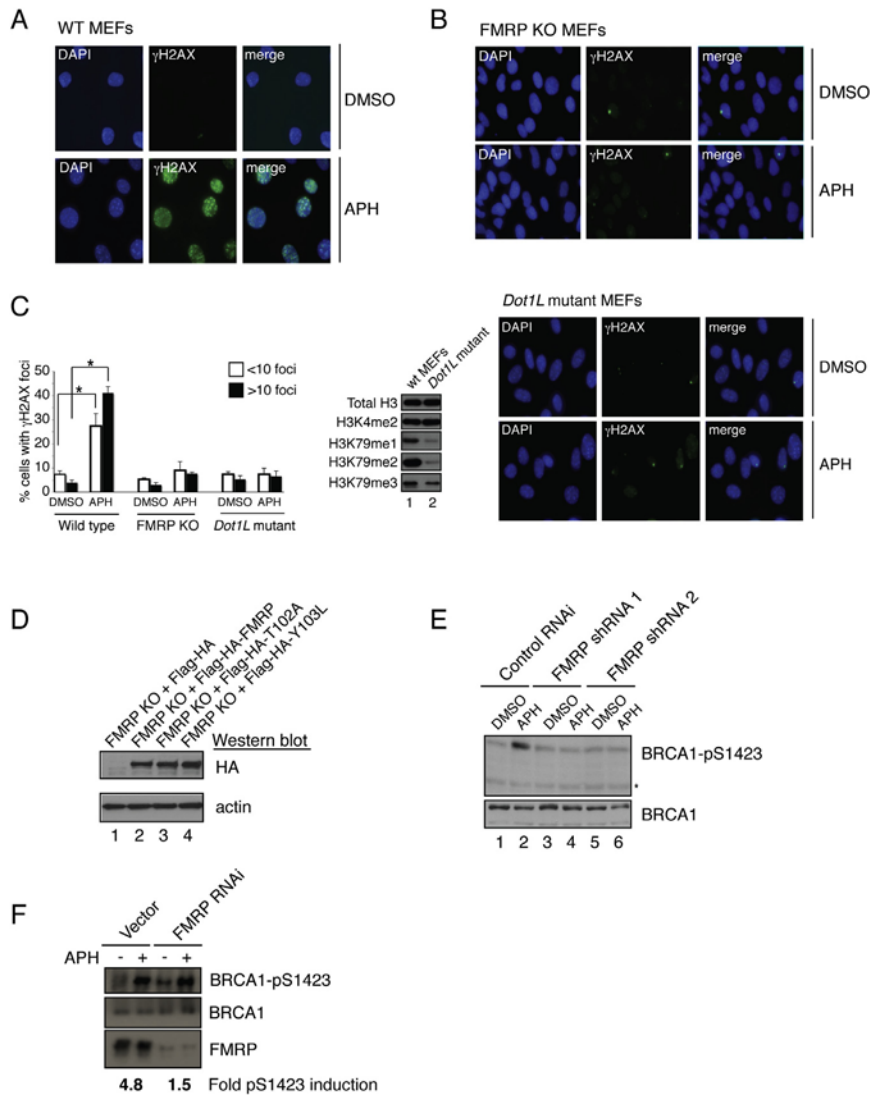 A
WT MEFs
DAPI γH2AX merge
DMSO
DAPI γH2AX merge
APH
B
FMRP KO MEFs
DAPI γH2AX merge
DMSO
DAPI γH2AX merge
APH
C
% cells with γH2AX foci
50
40
30
20
10
0
* *
<10 foci
>10 foci
DMSO APH DMSO APH DMSO APH
Wild type FMRP KO Dot1L mutant
wt MEFs
Dot1L mutant
Total H3
H3K4me2
H3K79me1
H3K79me2
H3K79me3
1 2
Dot1L mutant MEFs
DAPI γH2AX merge
DMSO
DAPI γH2AX merge
APH
D
FMRP KO + Flag-HA
FMRP KO + Flag-HA-FMRP
FMRP KO + Flag-HA-T102A
FMRP KO + Flag-HA-Y103L
Western blot
HA
actin
1 2 3 4
E
Control RNAi
FMRP shRNA 1
FMRP shRNA 2
DMSO APH DMSO APH DMSO APH
BRCA1-pS1423
*
BRCA1
1 2 3 4 5 6
F
Vector
FMRP RNAi
APH - + - +
BRCA1-pS1423
BRCA1
FMRP
4.8 1.5 Fold pS1423 induction